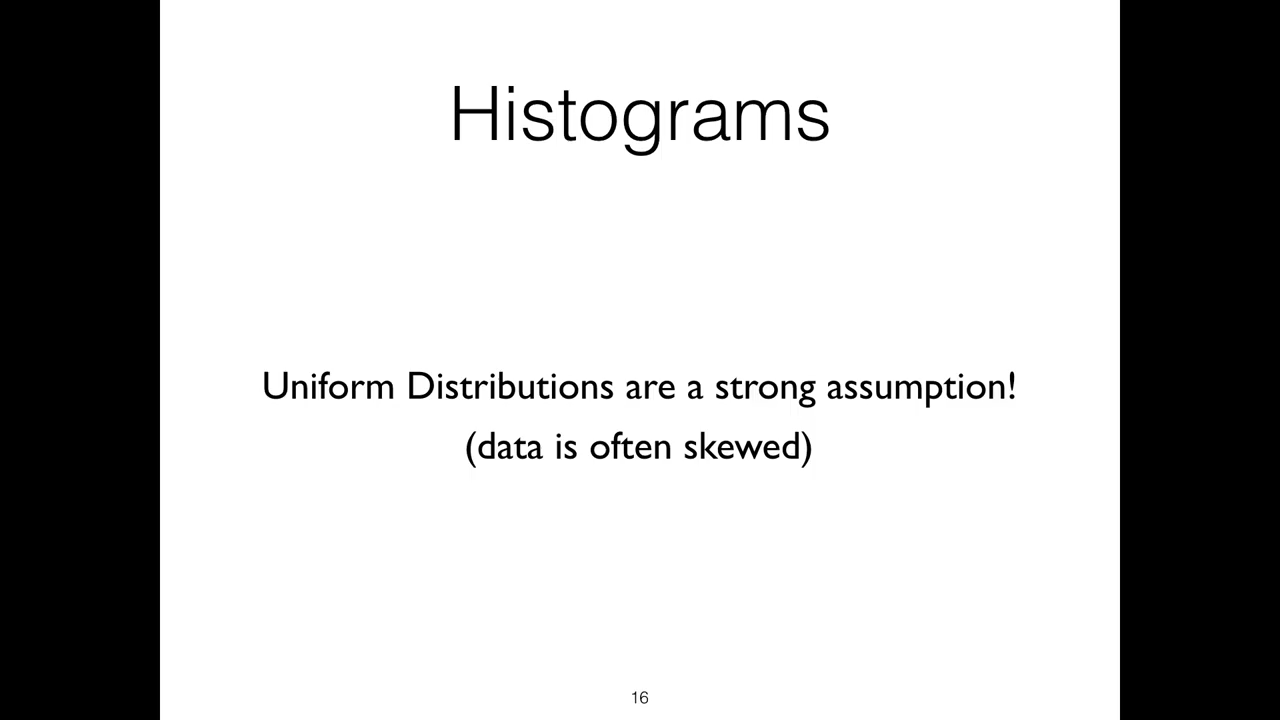 Histograms
Uniform Distributions are a strong assumption!
(data is often skewed)
16